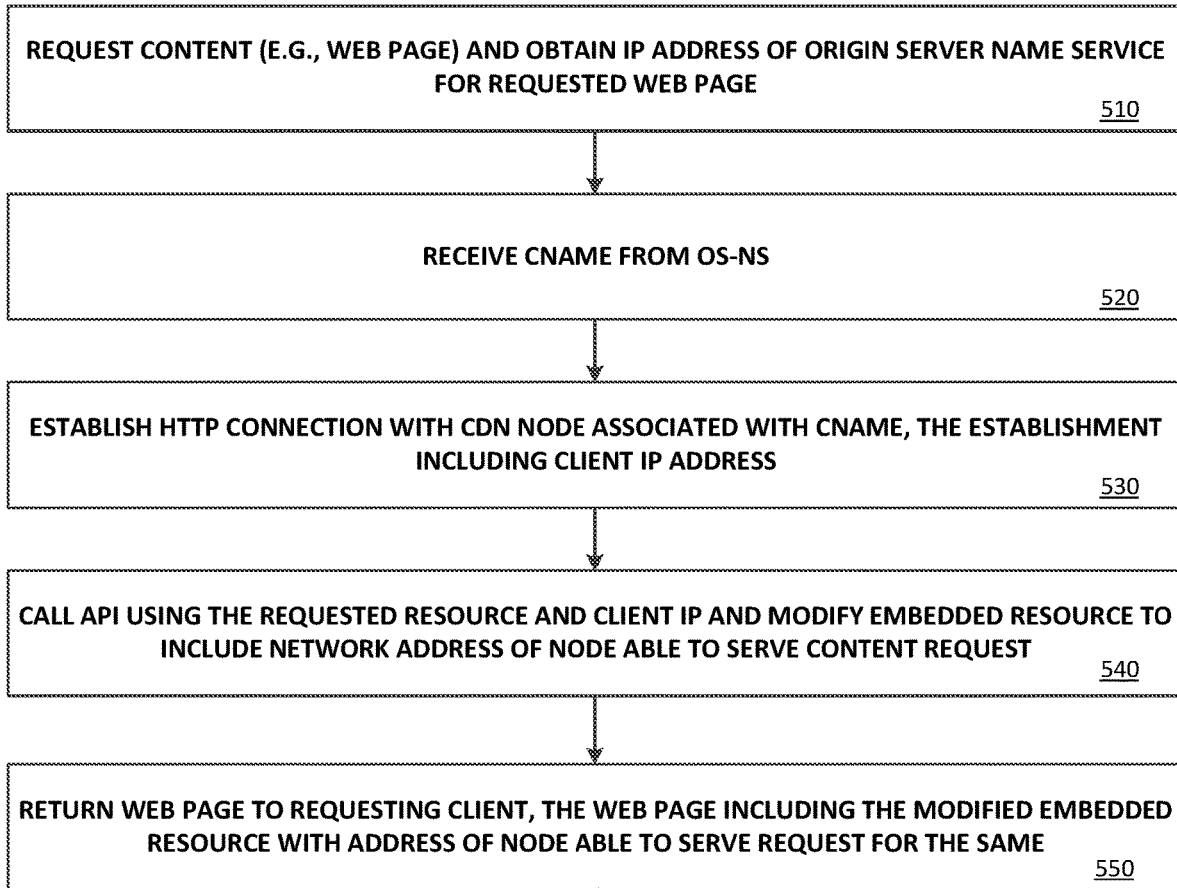 REQUEST CONTENT (E.G., WEB PAGE) AND OBTAIN IP ADDRESS OF ORIGIN SERVER NAME SERVICE
FOR REQUESTED WEB PAGE
510
RECEIVE CNAME FROM OS-NS
520
ESTABLISH HTTP CONNECTION WITH CDN NODE ASSOCIATED WITH CNAME, THE ESTABLISHMENT
INCLUDING CLIENT IP ADDRESS
530
CALL API USING THE REQUESTED RESOURCE AND CLIENT IP AND MODIFY EMBEDDED RESOURCE TO
INCLUDE NETWORK ADDRESS OF NODE ABLE TO SERVE CONTENT REQUEST
540
RETURN WEB PAGE TO REQUESTING CLIENT, THE WEB PAGE INCLUDING THE MODIFIED EMBEDDED
RESOURCE WITH ADDRESS OF NODE ABLE TO SERVE REQUEST FOR THE SAME
550